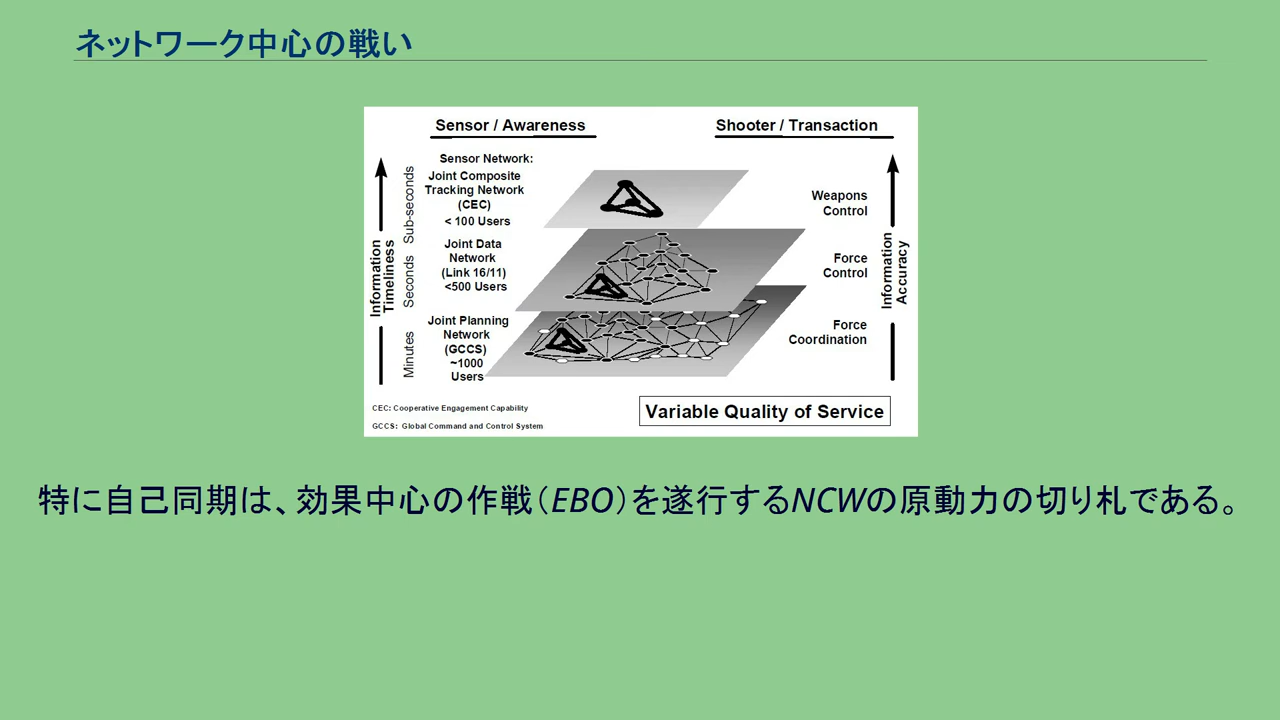 ネットワーク中心の戦い
Sensor / Awareness
Shooter / Transaction
Information
Timeliness
Sub-seconds
Seconds
Minutes
Sensor Network:
Joint Composite
Tracking Network
(CEC)
< 100 Users
Joint Data
Network
(Link 16/11)
<500 Users
Joint Planning
Network
(GCCS)
~1000
Users
Weapons
Control
Force
Control
Force
Coordination
Information
Accuracy
CEC: Cooperative Engagement Capability
GCCS: Global Command and Control System
Variable Quality of Service
特に自己同期は、効果中心の作戦(EBO)を遂行するNCWの原動力の切り札である。